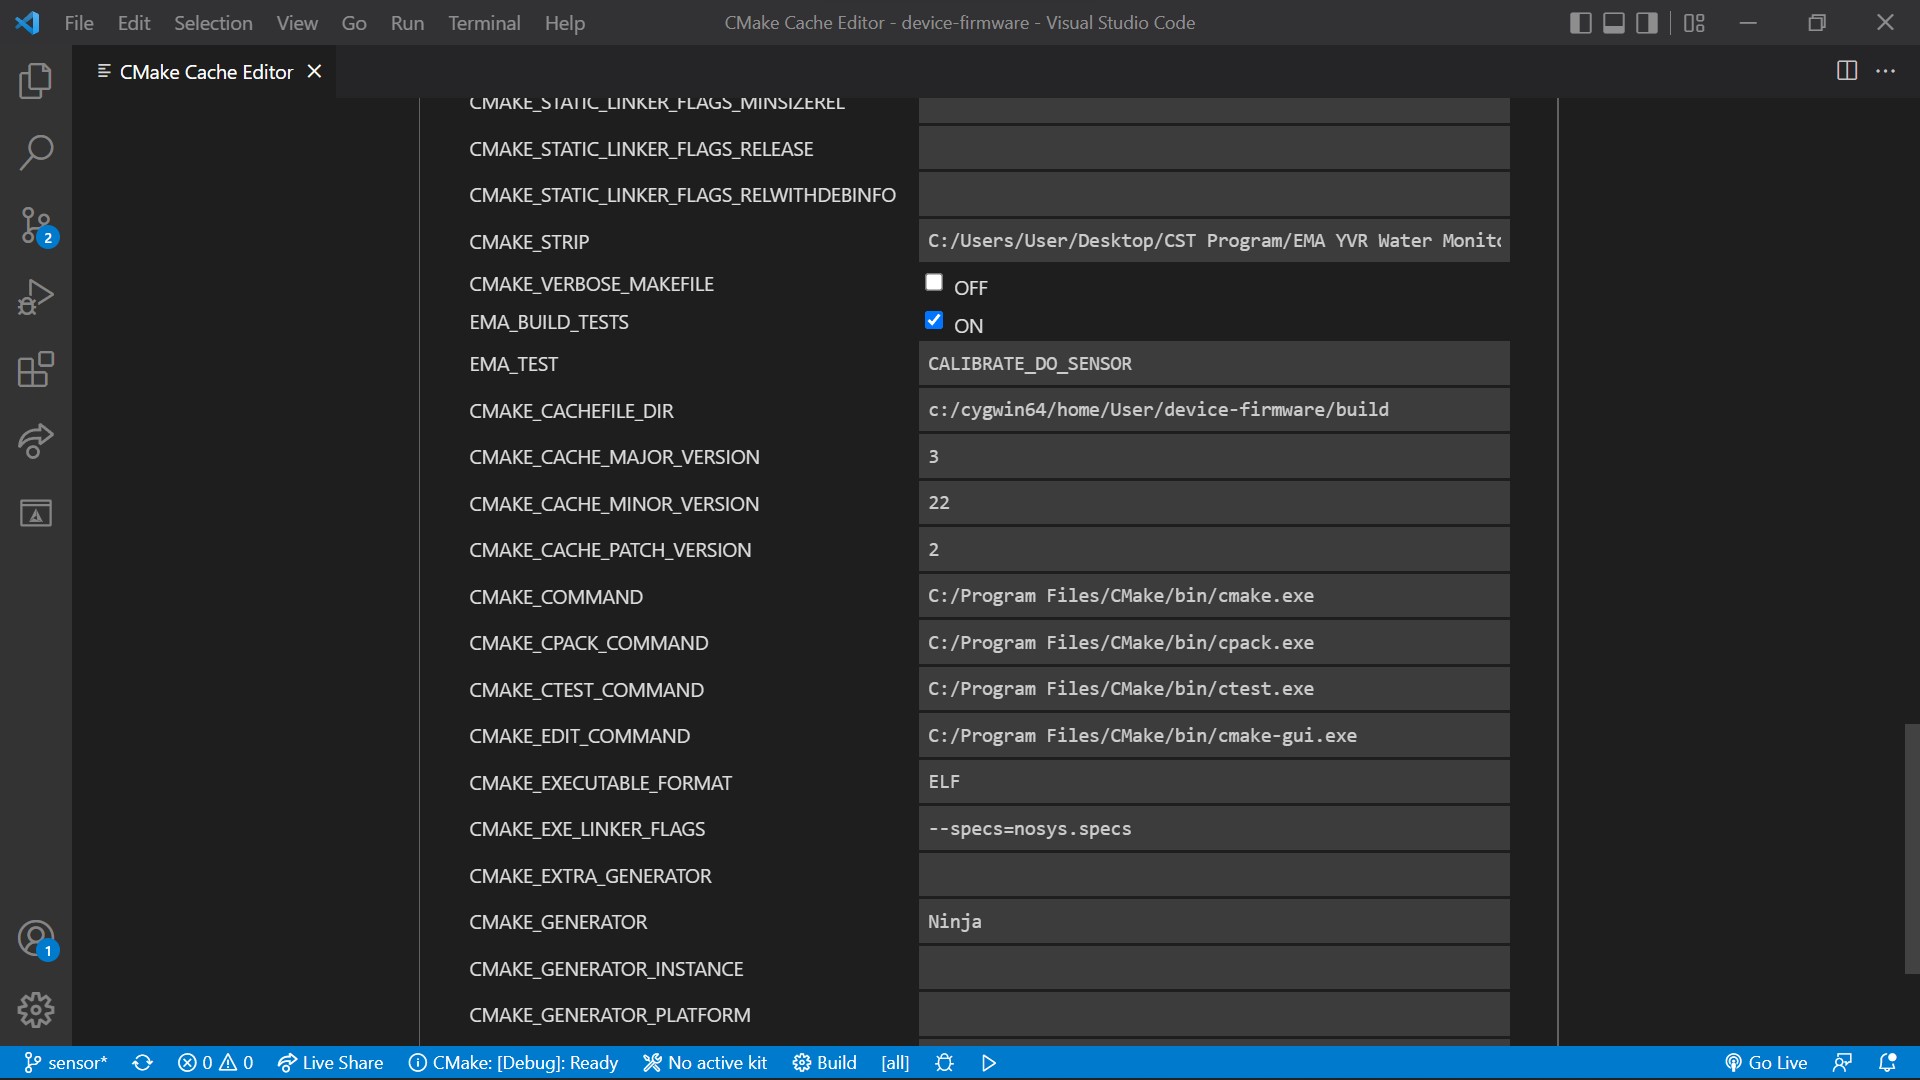 File Edit Selection View Go Run Terminal Help CMake Cache Editor - device-firmware - Visual Studio Code
CMake Cache Editor
CMAKE_STATIC_LINKER_FLAGS_MINSIZEREL
CMAKE_STATIC_LINKER_FLAGS_RELEASE
CMAKE_STATIC_LINKER_FLAGS_RELWITHDEBINFO
2
CMAKE_STRIP C:/Users/User/Desktop/CST Program/EMA YVR Water Monito
CMAKE_VERBOSE_MAKEFILE OFF
EMA_BUILD_TESTS ON
EMA_TEST CALIBRATE_DO_SENSOR
CMAKE_CACHEFILE_DIR c:/cygwin64/home/User/device-firmware/build
CMAKE_CACHE_MAJOR_VERSION 3
CMAKE_CACHE_MINOR_VERSION 22
CMAKE_CACHE_PATCH_VERSION 2
CMAKE_COMMAND C:/Program Files/CMake/bin/cmake.exe
CMAKE_CPACK_COMMAND C:/Program Files/CMake/bin/cpack.exe
CMAKE_CTEST_COMMAND C:/Program Files/CMake/bin/ctest.exe
CMAKE_EDIT_COMMAND C:/Program Files/CMake/bin/cmake-gui.exe
CMAKE_EXECUTABLE_FORMAT ELF
CMAKE_EXE_LINKER_FLAGS --specs=nosys.specs
CMAKE_EXTRA_GENERATOR
CMAKE_GENERATOR Ninja
1
CMAKE_GENERATOR_INSTANCE
CMAKE_GENERATOR_PLATFORM
sensor* 0 0 Live Share CMake: [Debug]: Ready No active kit Build [all] Go Live